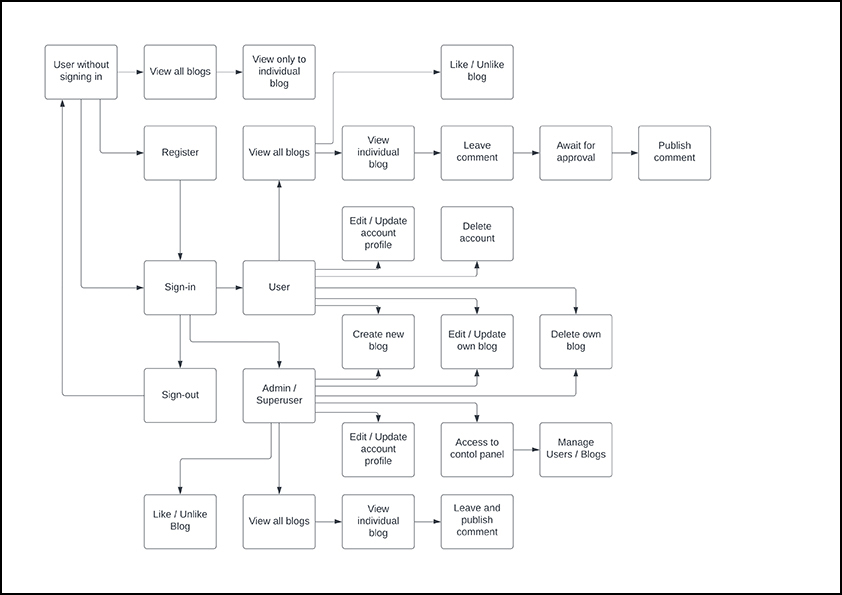 User without
signing in
View all blogs
View only to
individual
blog
Like / Unlike
blog
Register
View all blogs
View
individual
blog
Leave
comment
Await for
approval
Publish
comment
Edit / Update
account
profile
Delete
account
Sign-in
User
Create new
blog
Edit / Update
own blog
Delete own
blog
Sign-out
Admin /
Superuser
Edit / Update
account
profile
Access to
contol panel
Manage
Users / Blogs
Like / Unlike
Blog
View all blogs
View
individual
blog
Leave and
publish
comment